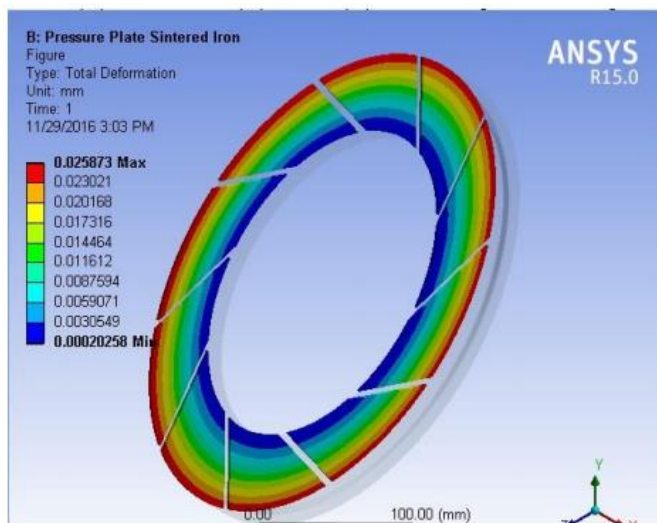 B: Pressure Plate Sintered Iron
Figure
Type: Total Deformation
Unit: mm
Time: 1
11/29/2016 3:03 PM
0.025873 Max
0.023021
0.020168
0.017316
0.014464
0.011612
0.0087594
0.0059071
0.0030549
0.00020258 Min
ANSYS
R15.0
0.00
100.00 (mm)
Y
Z
X